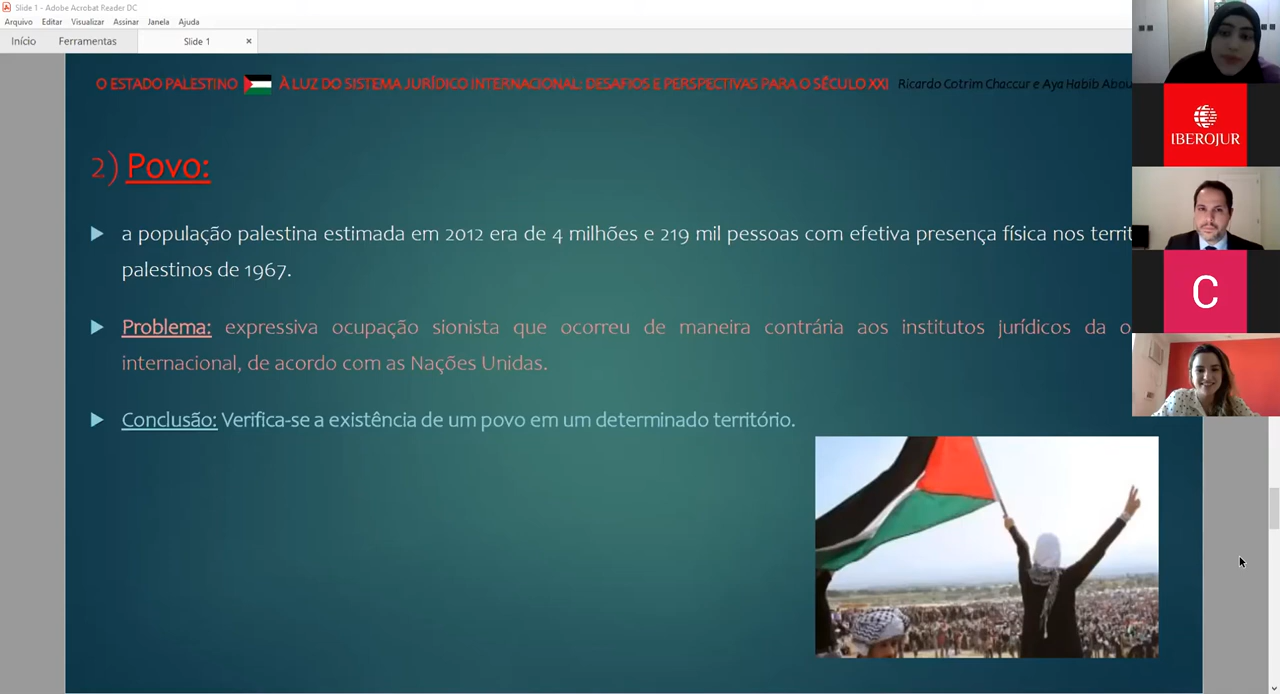 Slide 1 - Adobe Acrobat Reader DC
Arquivo Editar Visualizar Assinar Janela Ajuda
Início Ferramentas Slide 1 ×
O ESTADO PALESTINO À LUZ DO SISTEMA JURÍDICO INTERNACIONAL: DESAFIOS E PERSPECTIVAS PARA O SÉCULO XXI Ricardo Cotrim Chaccur e Aya Habib Abou
2) Povo:
a população palestina estimada em 2012 era de 4 milhões e 219 mil pessoas com efetiva presença física nos
palestinos de 1967.
Problema: expressiva ocupação sionista que ocorreu de maneira contrária aos institutos jurídicos da
internacional, de acordo com as Nações Unidas.
Conclusão: Verifica-se a existência de um povo em um determinado território.
IBEROJUR
C